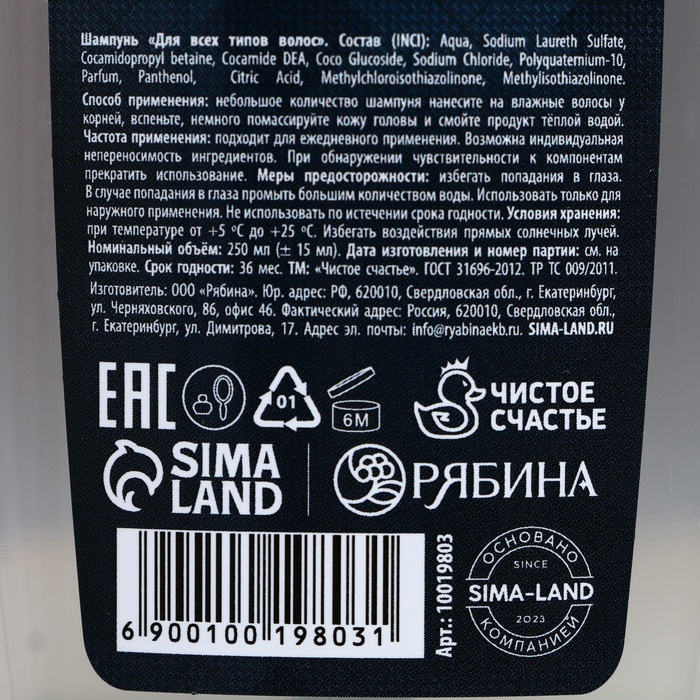 Шампунь «Для всех типов волос». Состав (INCI): Aqua, Sodium Laureth Sulfate,
Cocamidopropyl betaine, Cocamide DEA, Coco Glucoside, Sodium Chloride, Polyquaternium-10,
Parfum, Panthenol, Citric Acid, Methylchloroisothiazolinone, Methylisothiazolinone.
Способ применения: небольшое количество шампуня нанесите на влажные волосы у
корней, вспеньте, немного помассируйте кожу головы и смойте продукт тёплой водой.
Частота применения: подходит для ежедневного применения. Возможна индивидуальная
непереносимость ингредиентов. При обнаружении чувствительности к компонентам
прекратить использование. Меры предосторожности: избегать попадания в глаза.
В случае попадания в глаза промыть большим количеством воды. Использовать только для
наружного применения. Не использовать по истечении срока годности. Условия хранения:
при температуре от +5 ºС до +25 ºС. Избегать воздействия прямых солнечных лучей.
Номинальный объём: 250 мл (± 15 мл). Дата изготовления и номер партии: см. на
упаковке. Срок годности: 36 мес. ТМ: «Чистое счастье». ГОСТ 31696-2012. ТР ТС 009/2011.
Изготовитель: ООО «Рябина». Юр. адрес: РФ, 620010, Свердловская обл., г. Екатеринбург,
ул. Черняховского, 86, офис 46. Фактический адрес: Россия, 620010, Свердловская обл.,
г. Екатеринбург, ул. Димитрова, 17. Адрес эл. почты: info@ryabinaekb.ru. SIMA-LAND.RU
EAC
01
6M
ЧИСТОЕ
СЧАСТЬЕ
SIMA
LAND
РЯБИНА
6 900100 198031
Арт.: 10019803
ОСНОВАНО
SINCE
SIMA-LAND
2023
КОМПАНИЕЙ